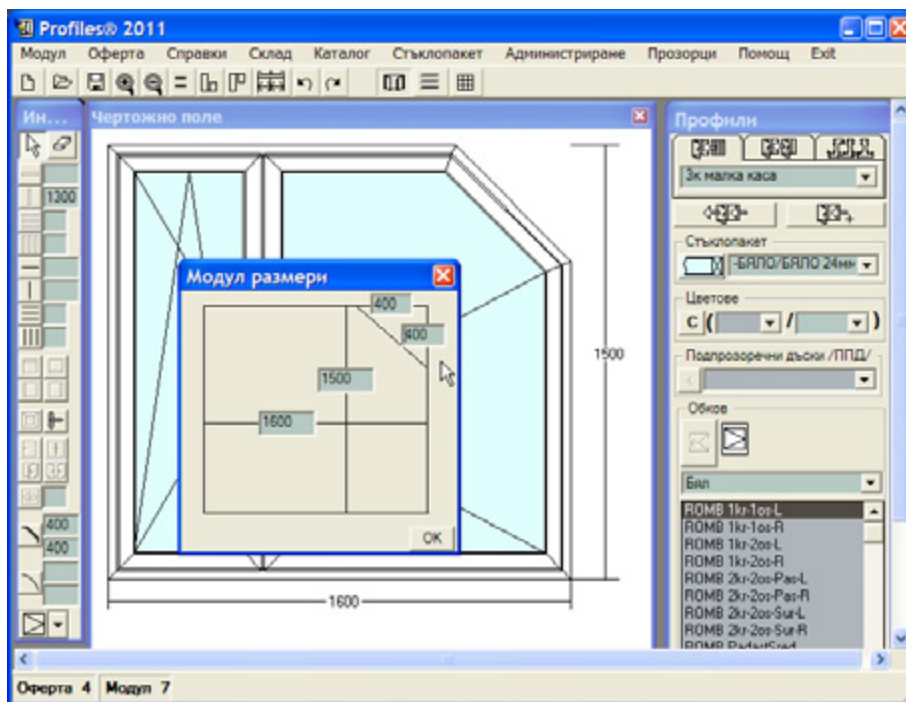 Profiles® 2011
Модул Оферта Справки Склад Каталог Стъклопакет Администриране Прозорци Помощ Exit
Ин...
Чертожно поле
Профили
3к малка каса
1300
Стъклопакет
-БЯЛО/БЯЛО 24мм
Цветове
C ( / )
Подпрозоречни дъски /ППД/
Обков
Бял
ROMB 1kr-1os-L
ROMB 1kr-1os-R
ROMB 1kr-2os-L
ROMB 1kr-2os-R
ROMB 2kr-2os-Pas-L
ROMB 2kr-2os-Pas-R
ROMB 2kr-2os-Sur-L
ROMB 2kr-2os-Sur-R
ROMB PadastSred
Модул размери
400
400
1500
1600
OK
1500
1600
400
400
Оферта 4 Модул 7